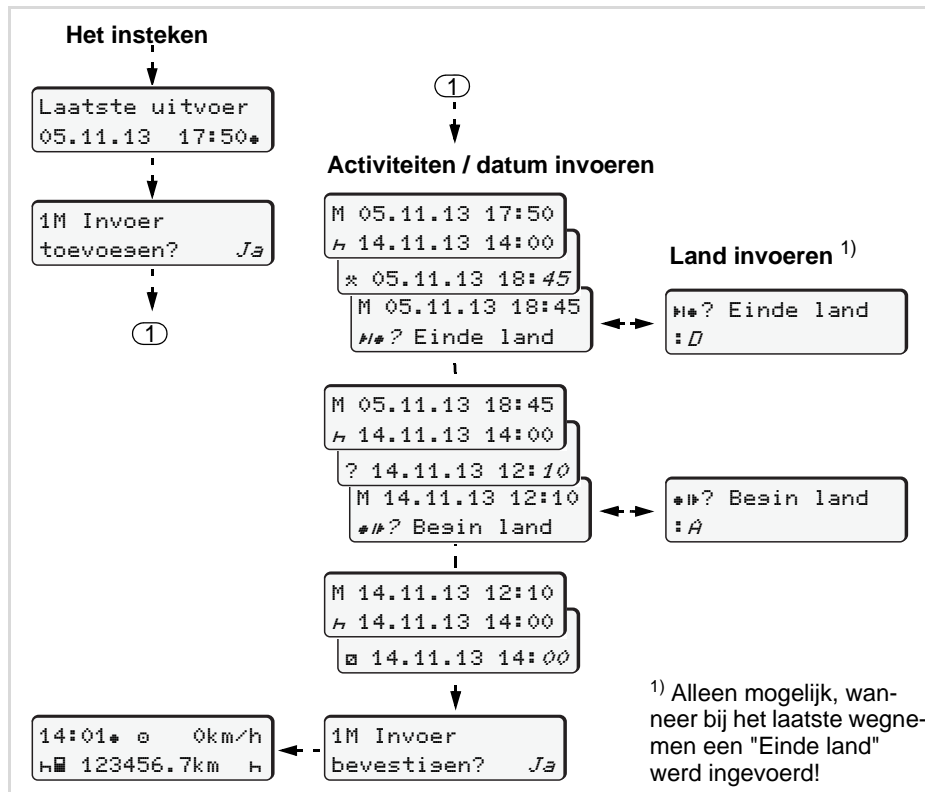 Het insteken
Laatste uitvoer
05.11.13 17:50
1M Invoer
toevoegen? Ja
1
1
Activiteiten / datum invoeren
M 05.11.13 17:50
14.11.13 14:00
05.11.13 18:45
M 05.11.13 18:45
? Einde land
Land invoeren 1)
? Einde land
:D
M 05.11.13 18:45
14.11.13 14:00
? 14.11.13 12:10
M 14.11.13 12:10
? Begin land
? Begin land
:A
M 14.11.13 12:10
14.11.13 14:00
14.11.13 14:00
1M Invoer
bevestigen? Ja
14:01 0km/h
123456.7km
1) Alleen mogelijk, wan-
neer bij het laatste wegne-
men een "Einde land"
werd ingevoerd!